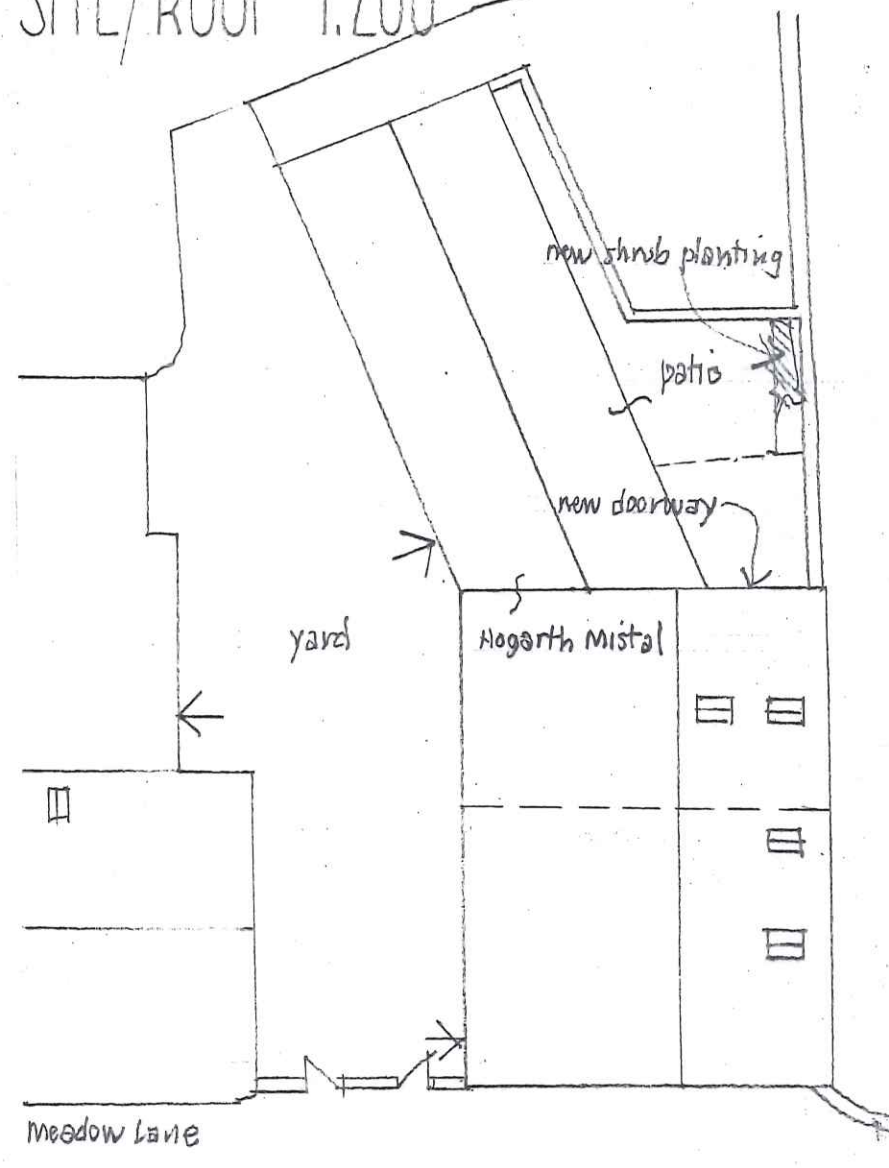 SITE/ROOF 1:200
new shrub planting
patio
new doorway
yard
Hogarth Mistal
Meadow Lane